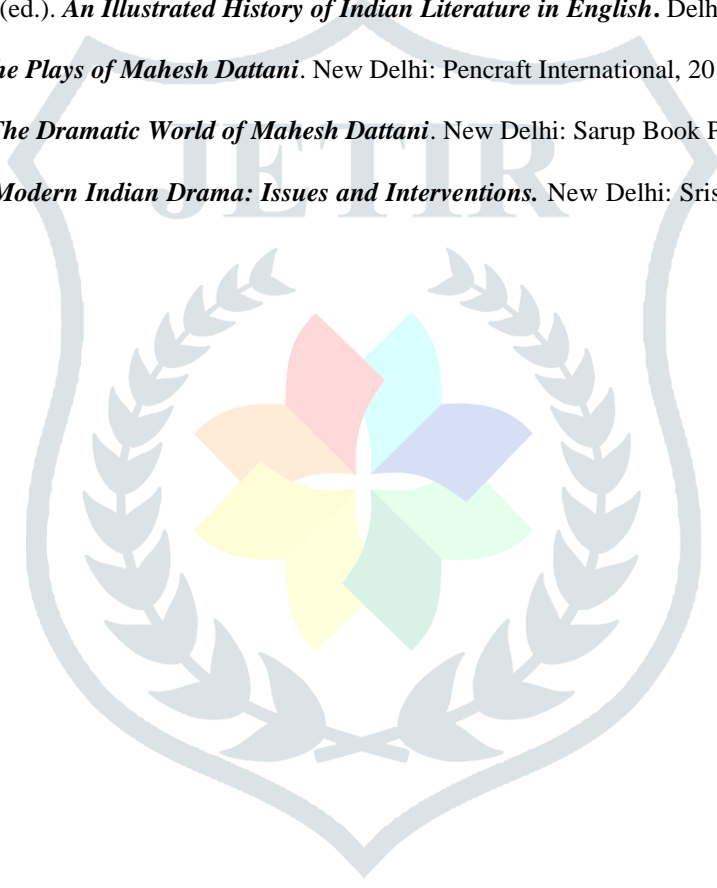 (ed.). An Illustrated History of Indian Literature in English. Delh
he Plays of Mahesh Dattani. New Delhi: Pencraft International, 20
The Dramatic World of Mahesh Dattani. New Delhi: Sarup Book P
Modern Indian Drama: Issues and Interventions. New Delhi: Sris
JETIR